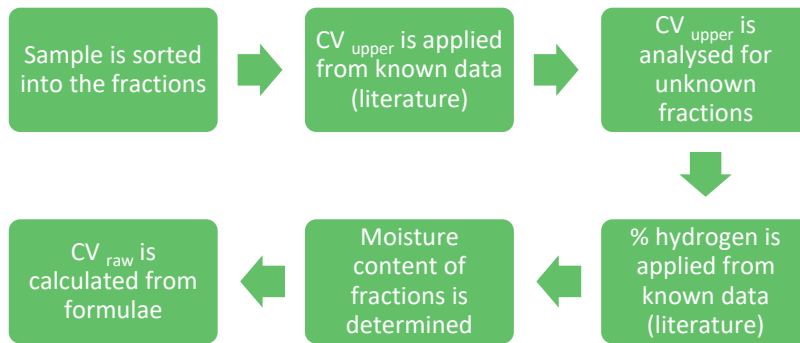 Sample is sorted
into the fractions
CV upper is applied
from known data
(literature)
CV upper is
analysed for
unknown
fractions
% hydrogen is
applied from
known data
(literature)
Moisture
content of
fractions is
determined
CV raw is
calculated from
formulae